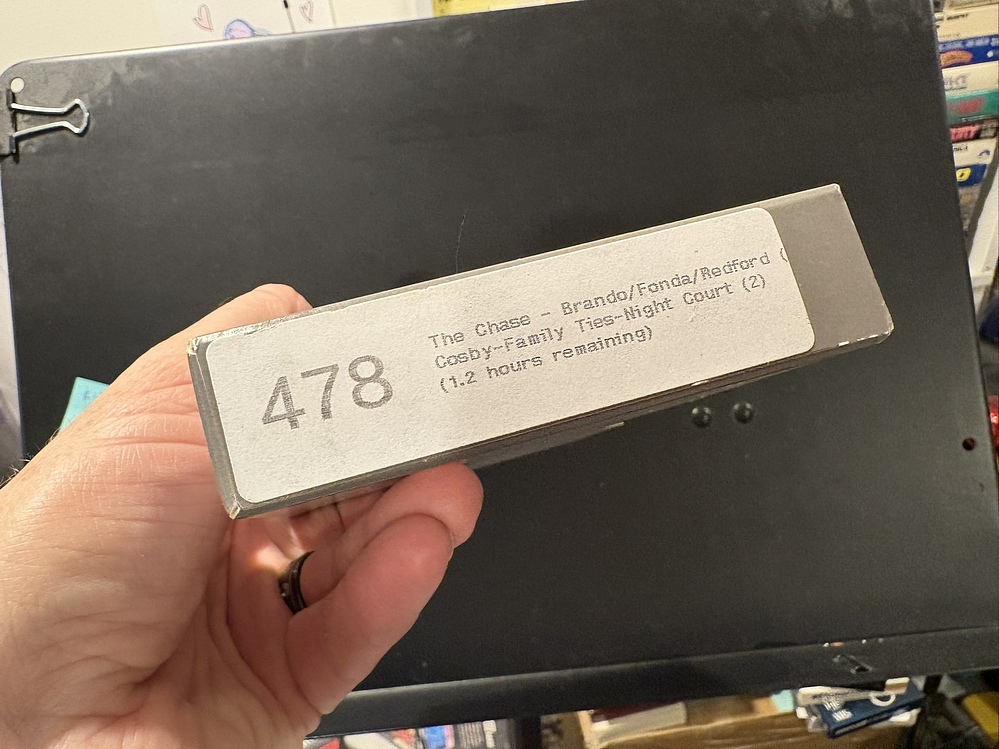 478
The Chase - Brando/Fonda/Redford (
Cosby-Family Ties-Night Court (2)
(1.2 hours remaining)